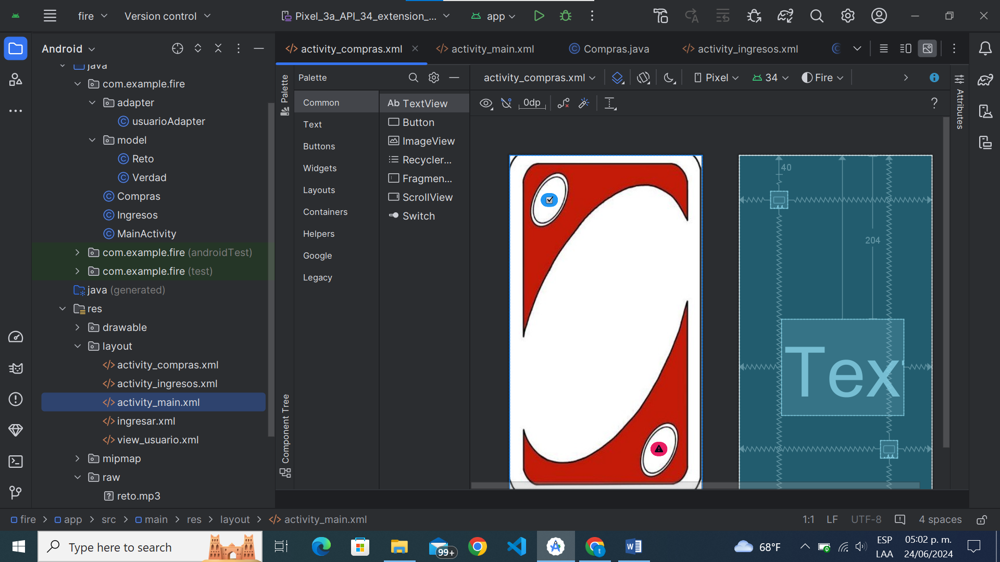 fire
Version control
Pixel_3a_API_34_extension_...
app
Android
activity_compras.xml
activity_main.xml
Compras.java
activity_ingresos.xml
java
com.example.fire
adapter
usuarioAdapter
model
Reto
Verdad
Compras
Ingresos
MainActivity
com.example.fire (androidTest)
com.example.fire (test)
java (generated)
res
drawable
layout
activity_compras.xml
activity_ingresos.xml
activity_main.xml
ingresar.xml
view_usuario.xml
mipmap
raw
reto.mp3
Palette
Component Tree
Palette
Common
Text
Buttons
Widgets
Layouts
Containers
Helpers
Google
Legacy
Ab TextView
Button
ImageView
Recycler...
Fragmen...
ScrollView
Switch
activity_compras.xml
Pixel
34
Fire
0dp
?
40
204
Tex
Attributes
fire > app > src > main > res > layout > activity_main.xml
1:1
LF
UTF-8
4 spaces
Type here to search
99+
68°F
ESP
LAA
05:02 p. m.
24/06/2024